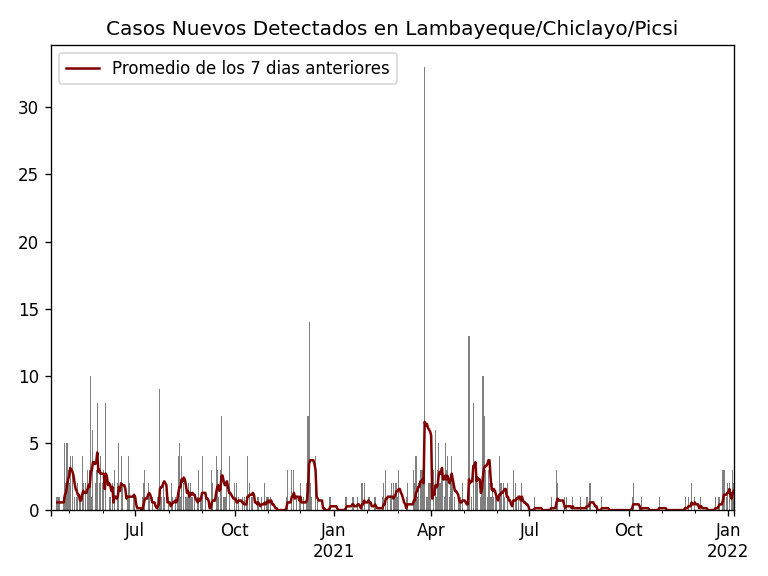 Casos Nuevos Detectados en Lambayeque/Chiclayo/Picsi
Promedio de los 7 dias anteriores
30
25
20
15
10
5
0
Jul Oct Jan Apr Jul Oct Jan
2021 2022